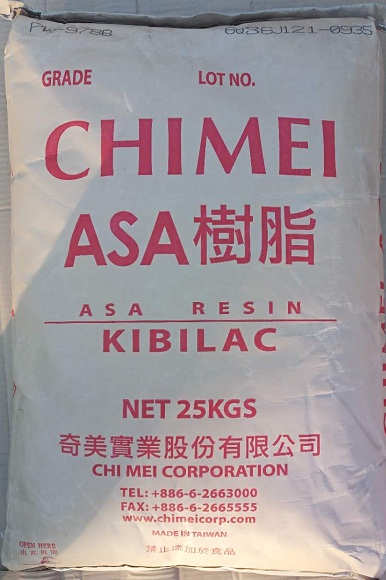 PW-978B 6036J121-0935
GRADE LOT NO.
CHIMEI
ASA樹脂
ASA RESIN
KIBILAC
NET 25KGS
奇美實業股份有限公司
CHI MEI CORPORATION
TEL: +886-6-2663000
FAX: +886-6-2665555
www.chimeicorp.com
MADE IN TAIWAN
OPEN HERE
禁止添加於食品